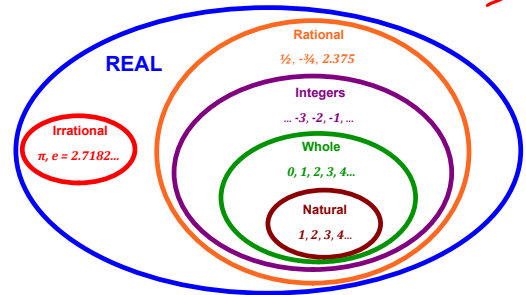 Rational
½, -¾, 2.375
REAL
Integers
... -3, -2, -1, ...
Irrational
π, e = 2.7182...
Whole
0, 1, 2, 3, 4...
Natural
1, 2, 3, 4...